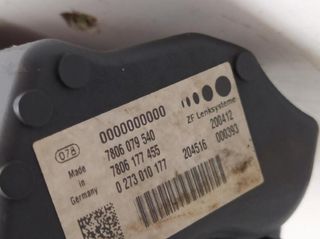 0000000000
ZF Lenksysteme
078
7806 079 540
200412
Made in Germany
7806 177 455
204516
000393
0 273 010 177